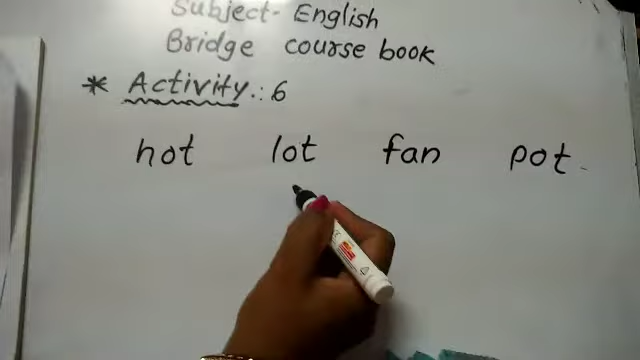 Subject- English
Bridge course book
* Activity.: 6
hot lot fan pot